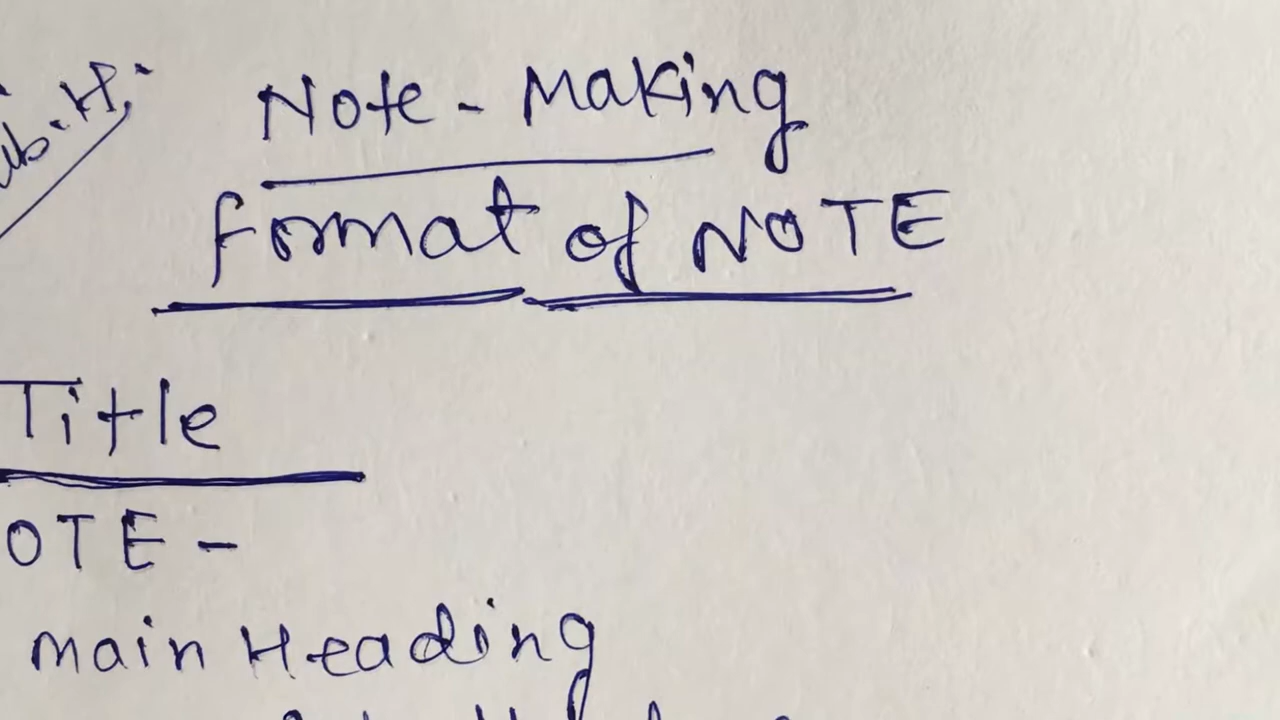 Note - Making
Format of NOTE
Title
OTE -
main Heading